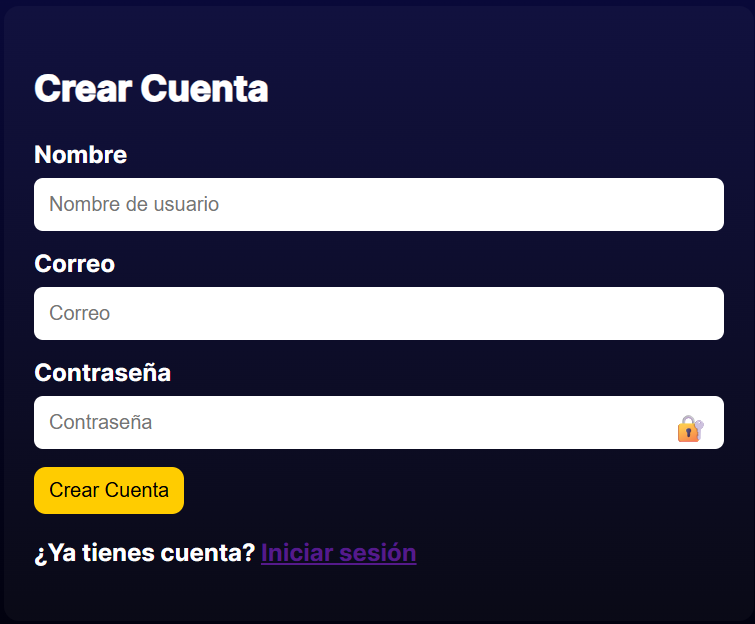 Crear Cuenta
Nombre
Nombre de usuario
Correo
Correo
Contraseña
Contraseña
Crear Cuenta
¿Ya tienes cuenta? Iniciar sesión